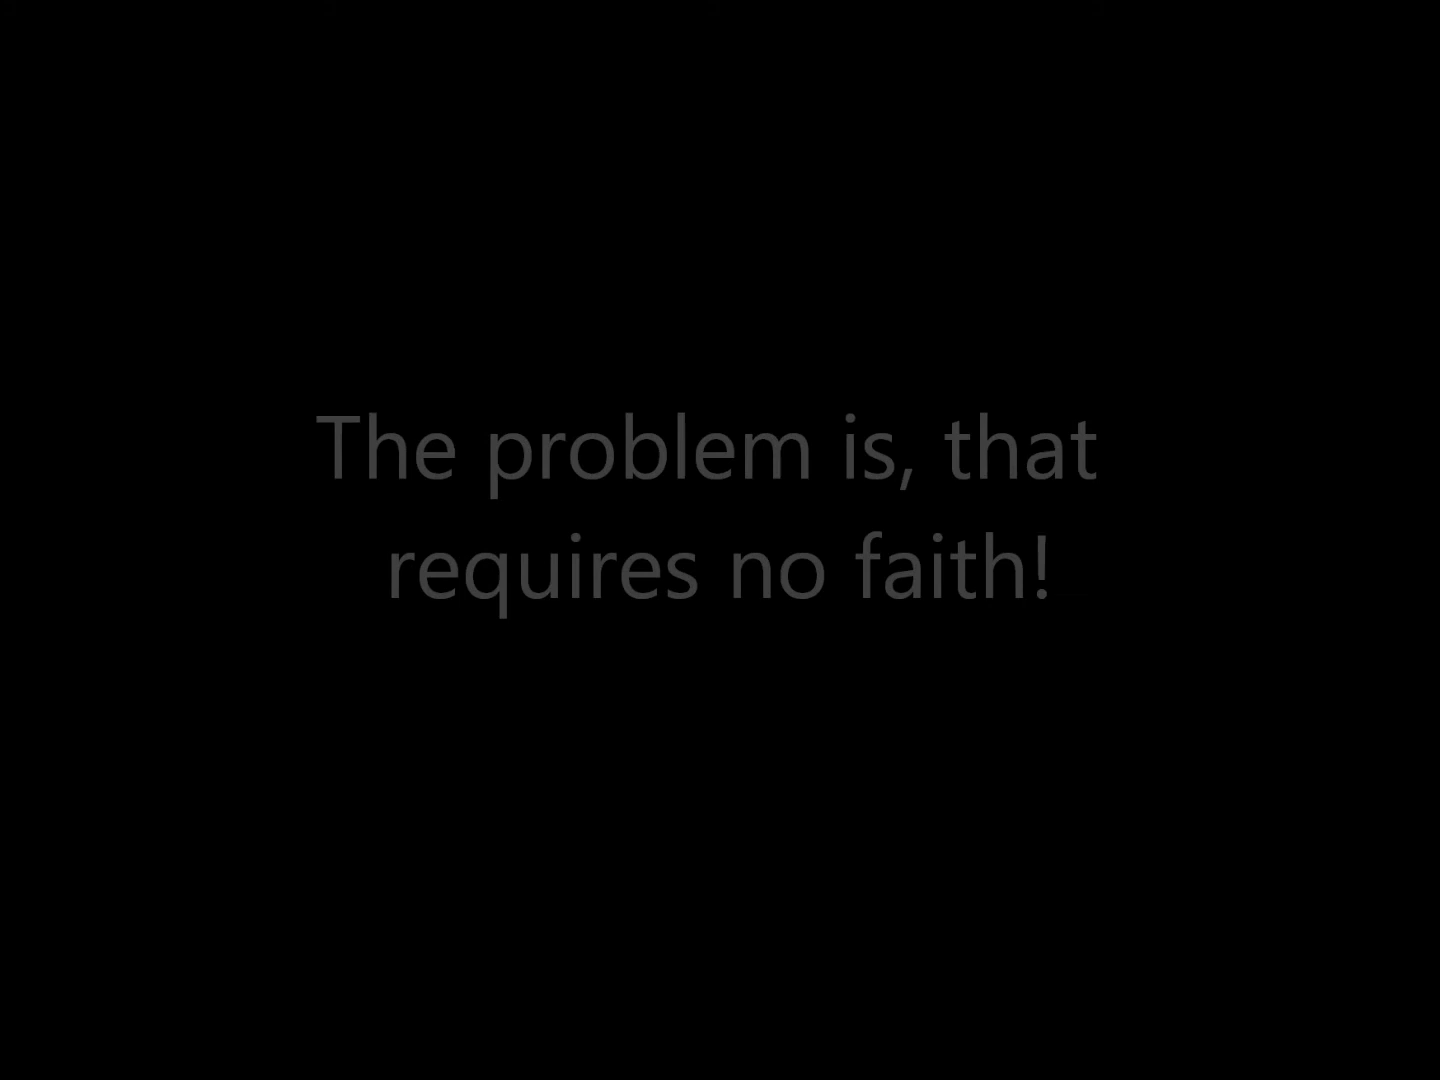 The problem is, that
requires no faith!